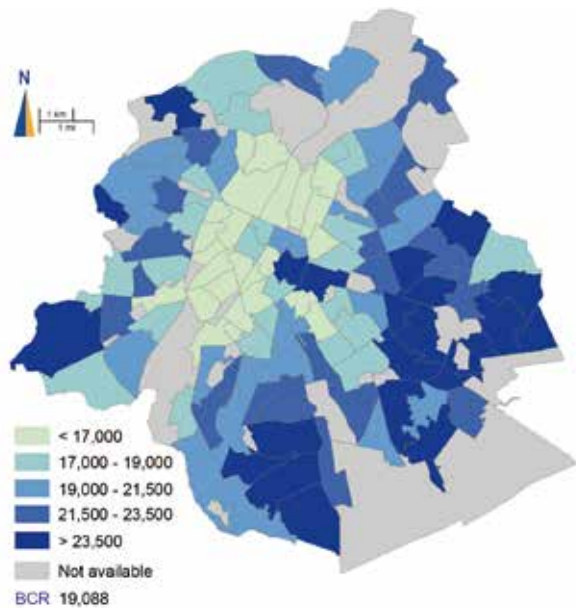 N
1 km
1 mi
< 17,000
17,000 - 19,000
19,000 - 21,500
21,500 - 23,500
> 23,500
Not available
BCR 19,088